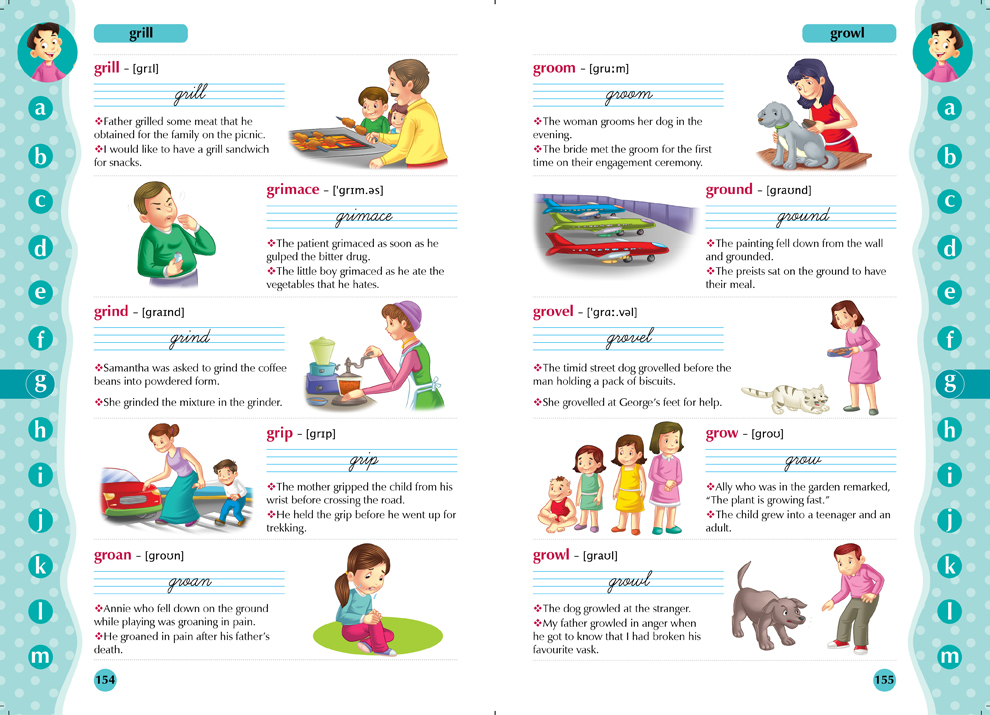 grill
grill – [grɪl]
grill
❖Father grilled some meat that he
obtained for the family on the picnic.
❖I would like to have a grill sandwich
for snacks.
grimace – [ˈgrɪm.əs]
grimace
❖The patient grimaced as soon as he
gulped the bitter drug.
❖The little boy grimaced as he ate the
vegetables that he hates.
grind – [graɪnd]
grind
❖Samantha was asked to grind the coffee
beans into powdered form.
❖She grinded the mixture in the grinder.
grip – [grɪp]
grip
❖The mother gripped the child from his
wrist before crossing the road.
❖He held the grip before he went up for
trekking.
groan – [groʊn]
groan
❖Annie who fell down on the ground
while playing was groaning in pain.
❖He groaned in pain after his father’s
death.
a
b
c
d
e
f
g
h
i
j
k
l
m
154
growl
groom – [gruːm]
groom
❖The woman grooms her dog in the
evening.
❖The bride met the groom for the first
time on their engagement ceremony.
ground – [graʊnd]
ground
❖The painting fell down from the wall
and grounded.
❖The preists sat on the ground to have
their meal.
grovel – [ˈgrɑː.vəl]
grovel
❖The timid street dog grovelled before the
man holding a pack of biscuits.
❖She grovelled at George’s feet for help.
grow – [groʊ]
grow
❖Ally who was in the garden remarked,
“The plant is growing fast.”
❖The child grew into a teenager and an
adult.
growl – [graʊl]
growl
❖The dog growled at the stranger.
❖My father growled in anger when
he got to know that I had broken his
favourite vask.
a
b
c
d
e
f
g
h
i
j
k
l
m
155